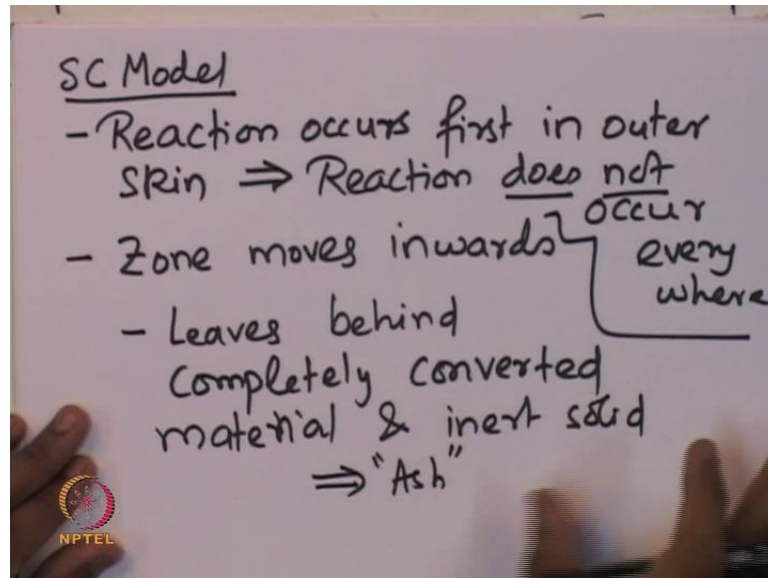 SC Model
- Reaction occurs first in outer
skin ⇒ Reaction does not
occur
every
where
- Zone moves inwards
- Leaves behind
completely converted
material & inert solid
⇒ "Ash"
NPTEL